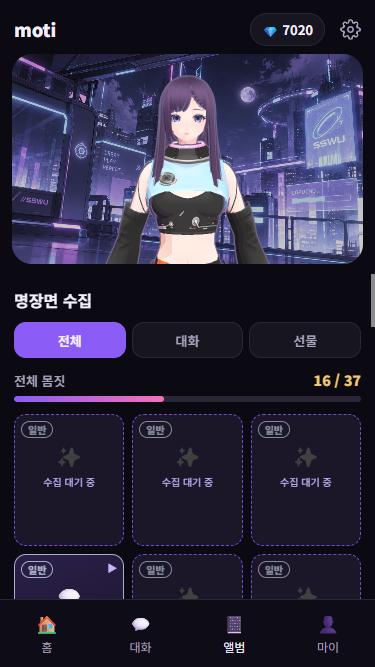 moti
7020
SSWU
//SSWU
명장면 수집
전체
대화
선물
전체 몸짓
16 / 37
일반
일반
일반
수집 대기 중
수집 대기 중
수집 대기 중
일반
일반
일반
홈
대화
앨범
마이